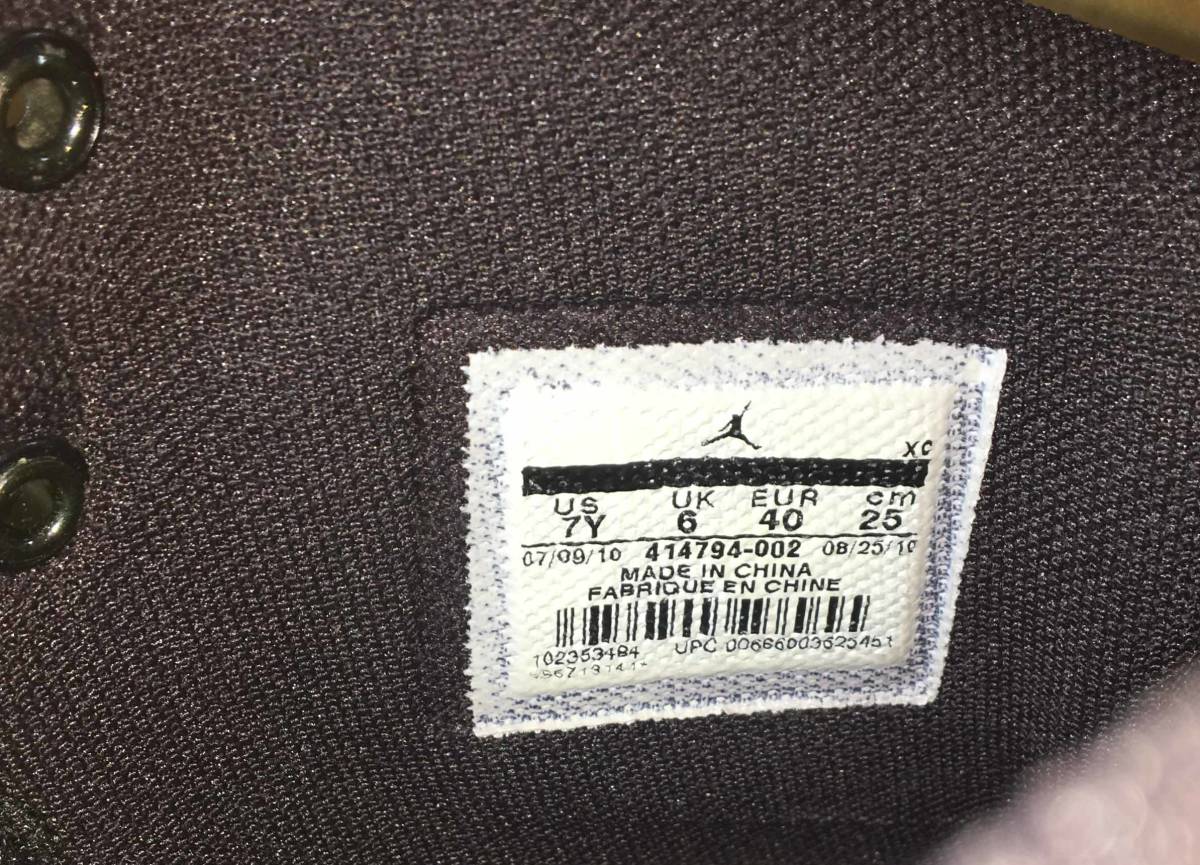 XC
US UK EUR cm
7Y 6 40 25
07/09/10 414794-002 08/25/10
MADE IN CHINA
FABRIQUE EN CHINE
102353484 UPC 00666003525451